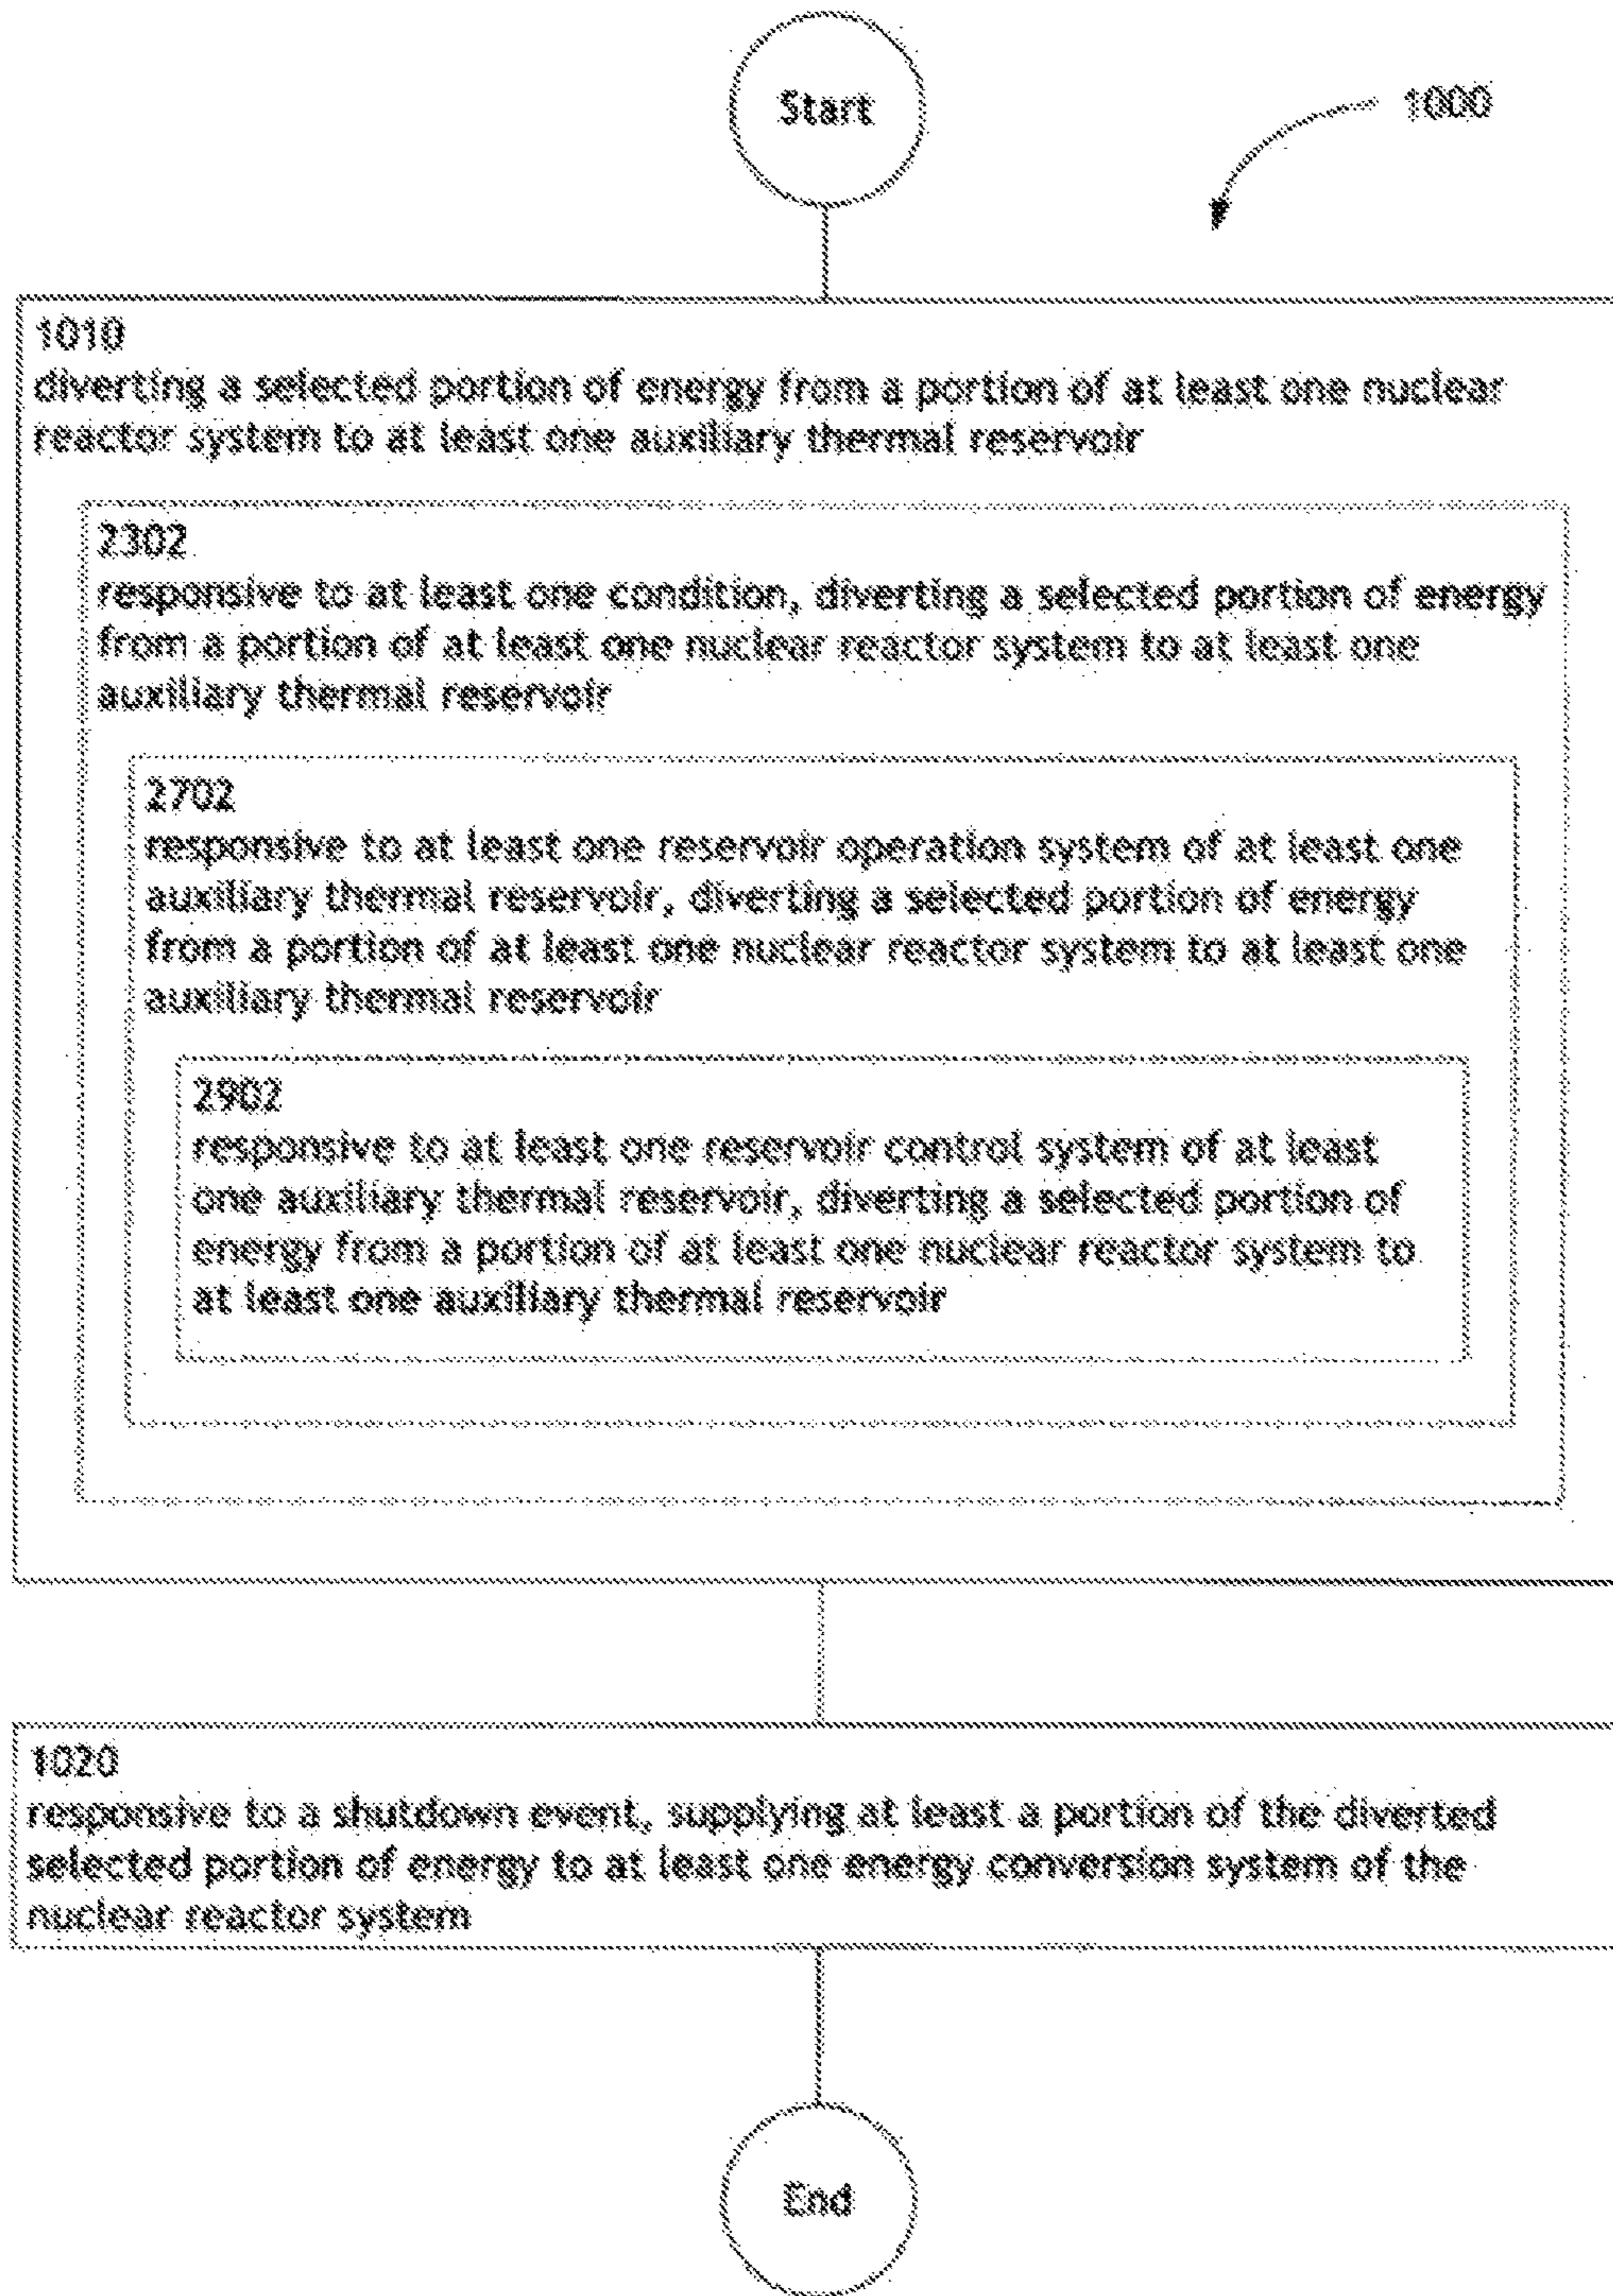 Start
1000
1010
diverting a selected portion of energy from a portion of at least one nuclear
reactor system to at least one auxiliary thermal reservoir
2302
responsive to at least one condition, diverting a selected portion of energy
from a portion of at least one nuclear reactor system to at least one
auxiliary thermal reservoir
2702
responsive to at least one reservoir operation system of at least one
auxiliary thermal reservoir, diverting a selected portion of energy
from a portion of at least one nuclear reactor system to at least one
auxiliary thermal reservoir
2902
responsive to at least one reservoir control system of at least
one auxiliary thermal reservoir, diverting a selected portion of
energy from a portion of at least one nuclear reactor system to
at least one auxiliary thermal reservoir
1020
responsive to a shutdown event, supplying at least a portion of the diverted
selected portion of energy to at least one energy conversion system of the
nuclear reactor system
End